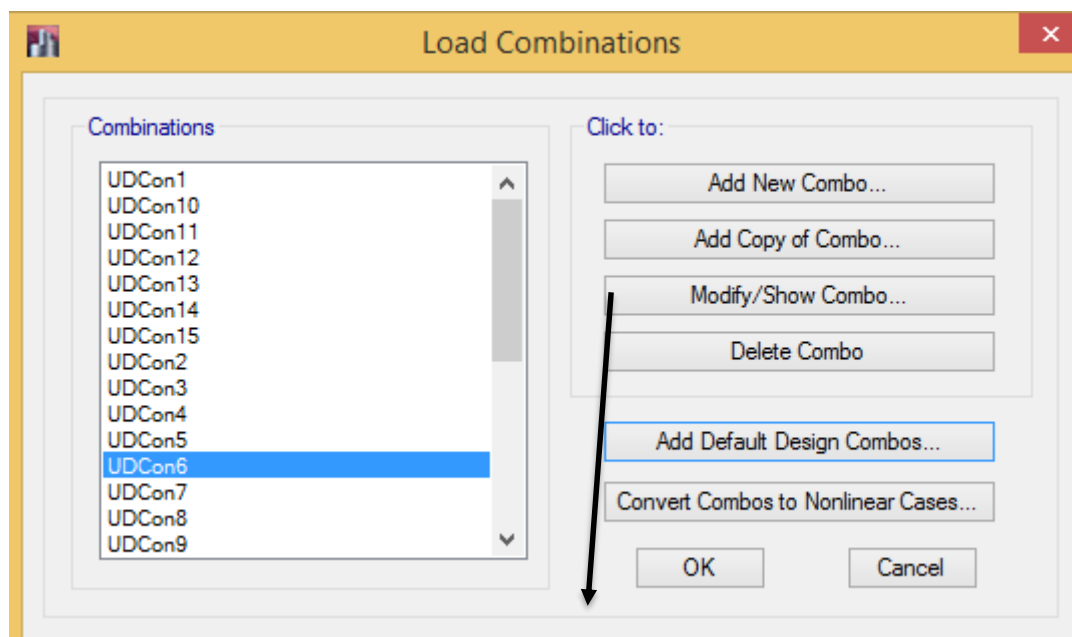 Load Combinations
Combinations
UDCon1
UDCon10
UDCon11
UDCon12
UDCon13
UDCon14
UDCon15
UDCon2
UDCon3
UDCon4
UDCon5
UDCon6
UDCon7
UDCon8
UDCon9
Click to:
Add New Combo...
Add Copy of Combo...
Modify/Show Combo...
Delete Combo
Add Default Design Combos...
Convert Combos to Nonlinear Cases...
OK
Cancel